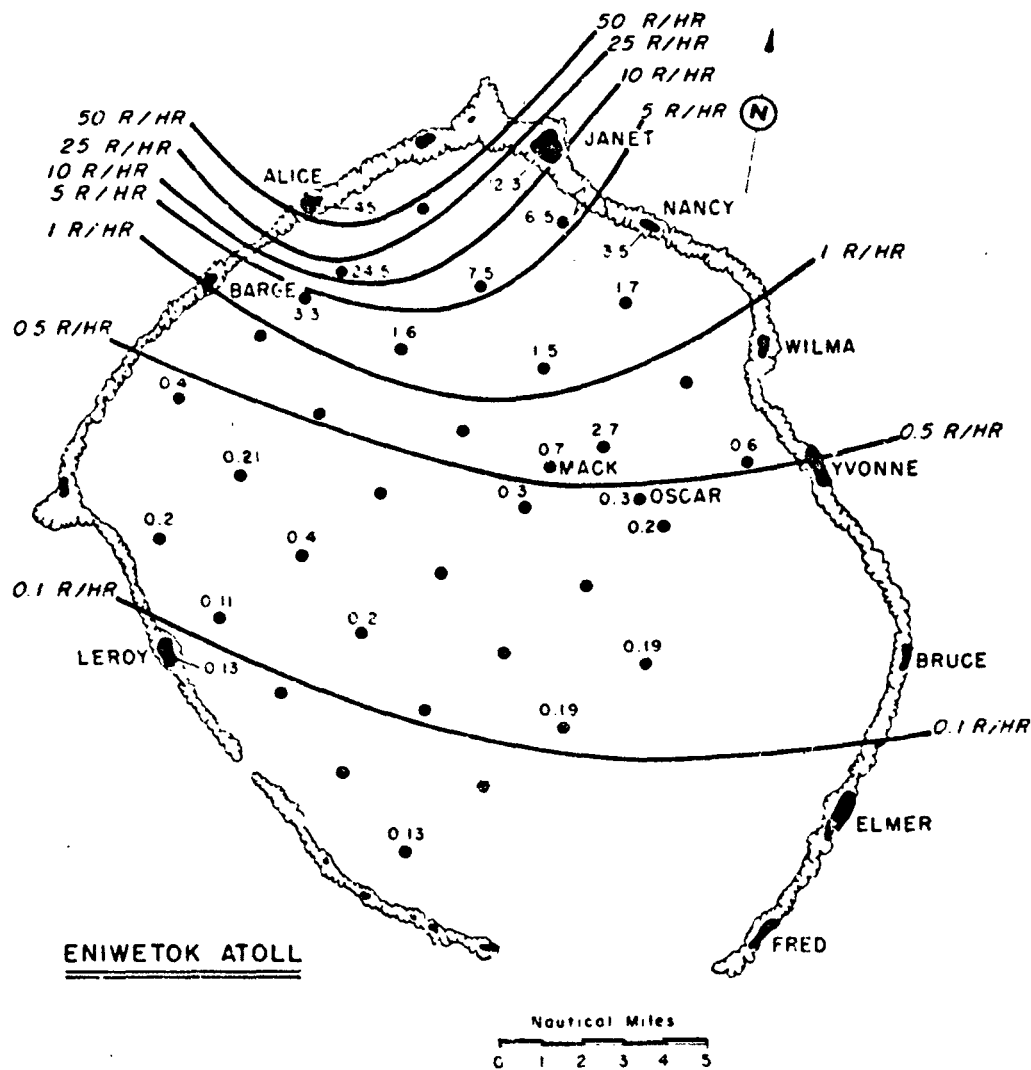 50 R/HR
25 R/HR
10 R/HR
5 R/HR
N
50 R/HR
25 R/HR
10 R/HR
5 R/HR
1 R/HR
JANET
ALICE
45
12.3
6.5
NANCY
3.5
1 R/HR
24.5
BARGE
7.5
3.3
1.7
0.5 R/HR
1.6
1.5
WILMA
0.4
0.5 R/HR
2.7
0.7
MACK
0.6
YVONNE
0.21
0.3
0.3
OSCAR
0.2
0.2
0.4
0.1 R/HR
0.11
0.2
LEROY
0.13
0.19
BRUCE
0.19
0.1 R/HR
ELMER
0.13
FRED
ENIWETOK ATOLL
Nautical Miles
0 1 2 3 4 5